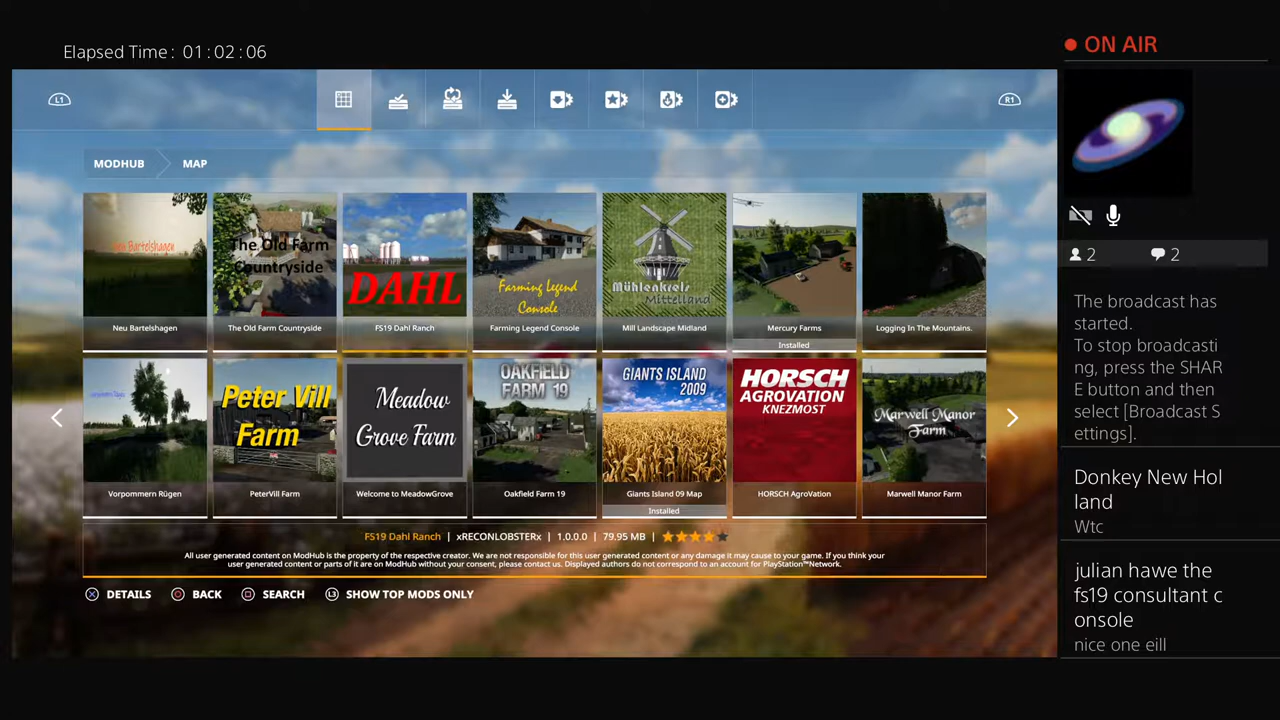 Elapsed Time: 01:02:06
ON AIR
L1
R1
MODHUB
MAP
Neu Bartelshagen
The Old Farm
Countryside
DAHL
Farming Legend
Console
Mühlenkreis
Mittelland
Neu Bartelshagen
The Old Farm Countryside
FS19 Dahl Ranch
Farming Legend Console
Mill Landscape Midland
Mercury Farms
Logging In The Mountains.
Installed
Peter Vill
Farm
Meadow
Grove Farm
OAKFIELD
FARM 19
GIANTS ISLAND
2009
HORSCH
AGROVATION
KNEZMOST
Marwell Manor
Farm
Vorpommern Rügen
PeterVill Farm
Welcome to MeadowGrove
Oakfield Farm 19
Giants Island 09 Map
HORSCH AgroVation
Marwell Manor Farm
Installed
FS19 Dahl Ranch | xRECONLOBSTERx | 1.0.0.0 | 79.95 MB |
All user generated content on ModHub is the property of the respective creator. We are not responsible for this user generated content or any damage it may cause to your game. If you think your
user generated content or parts of it are on ModHub without your consent, please contact us. Displayed authors do not correspond to an account for PlayStation™Network.
DETAILS
BACK
SEARCH
L3 SHOW TOP MODS ONLY
2
2
The broadcast has
started.
To stop broadcasti
ng, press the SHAR
E button and then
select [Broadcast S
ettings].
Donkey New Hol
land
Wtc
julian hawe the
fs19 consultant c
onsole
nice one eill